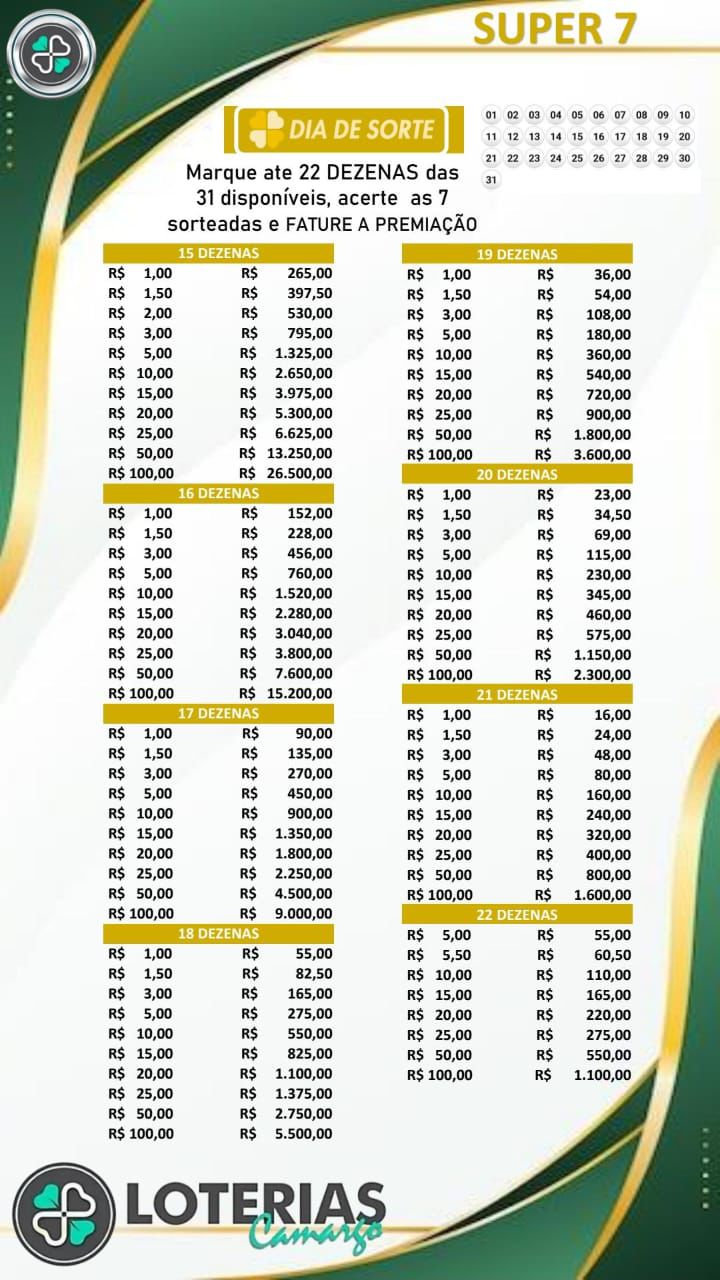 SUPER 7
DIA DE SORTE
01 02 03 04 05 06 07 08 09 10
11 12 13 14 15 16 17 18 19 20
21 22 23 24 25 26 27 28 29 30
31
Marque ate 22 DEZENAS das
31 disponíveis, acerte as 7
sorteadas e FATURE A PREMIAÇÃO
15 DEZENAS
R$ 1,00 R$ 265,00
R$ 1,50 R$ 397,50
R$ 2,00 R$ 530,00
R$ 3,00 R$ 795,00
R$ 5,00 R$ 1.325,00
R$ 10,00 R$ 2.650,00
R$ 15,00 R$ 3.975,00
R$ 20,00 R$ 5.300,00
R$ 25,00 R$ 6.625,00
R$ 50,00 R$ 13.250,00
R$ 100,00 R$ 26.500,00
16 DEZENAS
R$ 1,00 R$ 152,00
R$ 1,50 R$ 228,00
R$ 3,00 R$ 456,00
R$ 5,00 R$ 760,00
R$ 10,00 R$ 1.520,00
R$ 15,00 R$ 2.280,00
R$ 20,00 R$ 3.040,00
R$ 25,00 R$ 3.800,00
R$ 50,00 R$ 7.600,00
R$ 100,00 R$ 15.200,00
17 DEZENAS
R$ 1,00 R$ 90,00
R$ 1,50 R$ 135,00
R$ 3,00 R$ 270,00
R$ 5,00 R$ 450,00
R$ 10,00 R$ 900,00
R$ 15,00 R$ 1.350,00
R$ 20,00 R$ 1.800,00
R$ 25,00 R$ 2.250,00
R$ 50,00 R$ 4.500,00
R$ 100,00 R$ 9.000,00
18 DEZENAS
R$ 1,00 R$ 55,00
R$ 1,50 R$ 82,50
R$ 3,00 R$ 165,00
R$ 5,00 R$ 275,00
R$ 10,00 R$ 550,00
R$ 15,00 R$ 825,00
R$ 20,00 R$ 1.100,00
R$ 25,00 R$ 1.375,00
R$ 50,00 R$ 2.750,00
R$ 100,00 R$ 5.500,00
19 DEZENAS
R$ 1,00 R$ 36,00
R$ 1,50 R$ 54,00
R$ 3,00 R$ 108,00
R$ 5,00 R$ 180,00
R$ 10,00 R$ 360,00
R$ 15,00 R$ 540,00
R$ 20,00 R$ 720,00
R$ 25,00 R$ 900,00
R$ 50,00 R$ 1.800,00
R$ 100,00 R$ 3.600,00
20 DEZENAS
R$ 1,00 R$ 23,00
R$ 1,50 R$ 34,50
R$ 3,00 R$ 69,00
R$ 5,00 R$ 115,00
R$ 10,00 R$ 230,00
R$ 15,00 R$ 345,00
R$ 20,00 R$ 460,00
R$ 25,00 R$ 575,00
R$ 50,00 R$ 1.150,00
R$ 100,00 R$ 2.300,00
21 DEZENAS
R$ 1,00 R$ 16,00
R$ 1,50 R$ 24,00
R$ 3,00 R$ 48,00
R$ 5,00 R$ 80,00
R$ 10,00 R$ 160,00
R$ 15,00 R$ 240,00
R$ 20,00 R$ 320,00
R$ 25,00 R$ 400,00
R$ 50,00 R$ 800,00
R$ 100,00 R$ 1.600,00
22 DEZENAS
R$ 5,00 R$ 55,00
R$ 5,50 R$ 60,50
R$ 10,00 R$ 110,00
R$ 15,00 R$ 165,00
R$ 20,00 R$ 220,00
R$ 25,00 R$ 275,00
R$ 50,00 R$ 550,00
R$ 100,00 R$ 1.100,00
LOTERIAS
Camargo